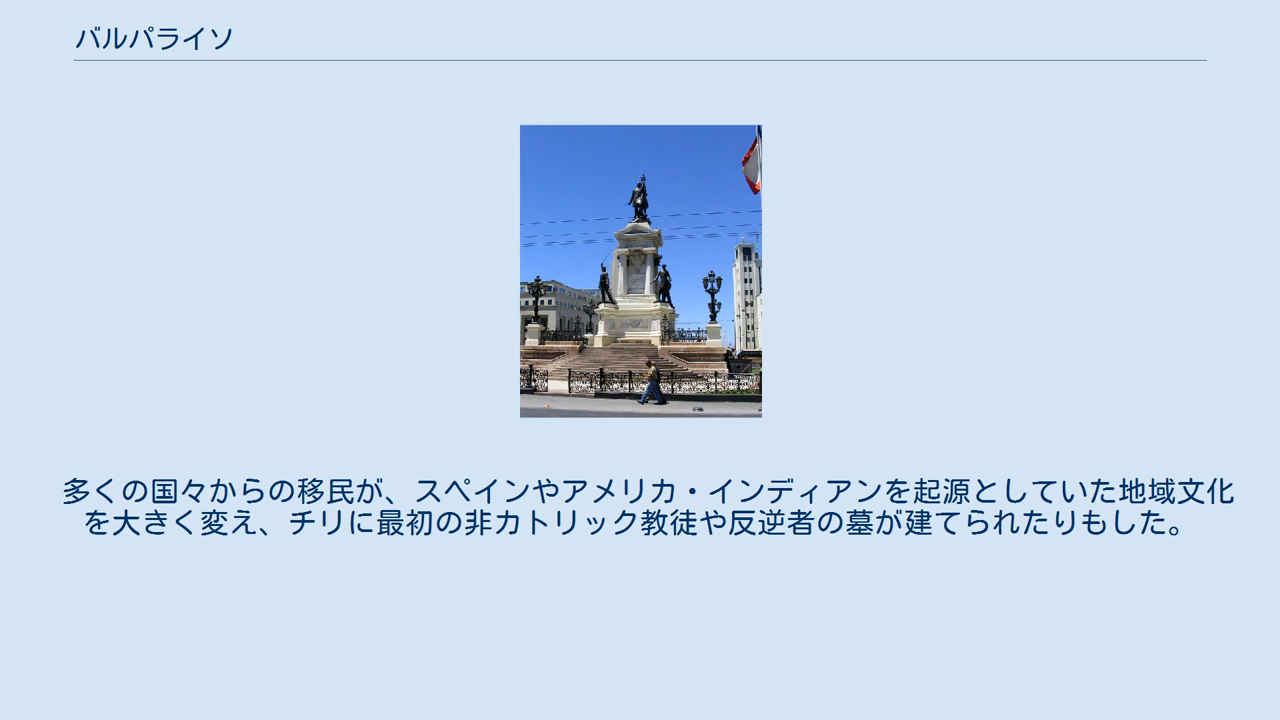 バルパライソ
多くの国々からの移民が、スペインやアメリカ・インディアンを起源としていた地域文化
を大きく変え、チリに最初の非カトリック教徒や反逆者の墓が建てられたりもした。